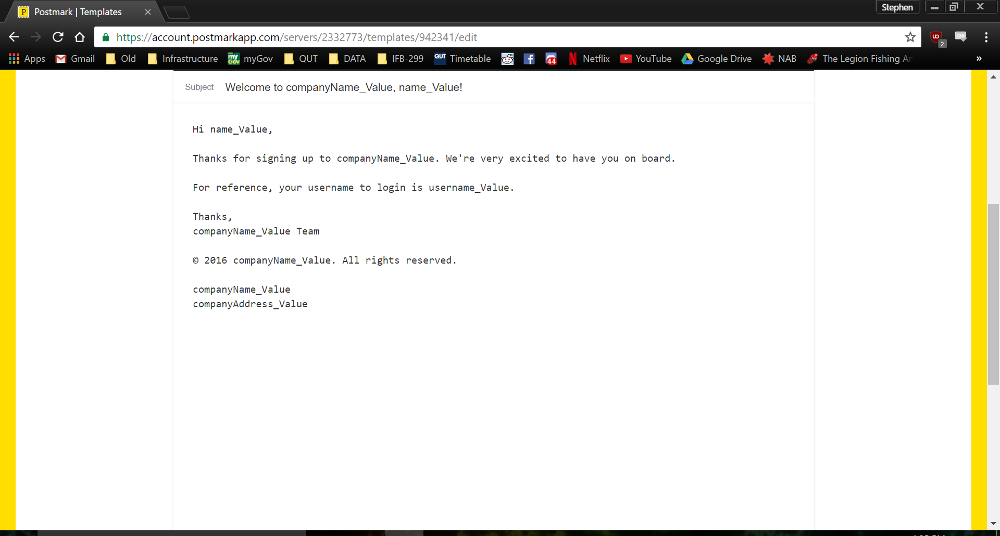 Postmark | Templates
Stephen
https://account.postmarkapp.com/servers/2332773/templates/942341/edit
2
Apps Gmail Old Infrastructure myGov QUT DATA IFB-299 QUT Timetable 44 Netflix YouTube Google Drive NAB The Legion Fishing
Subject Welcome to companyName_Value, name_Value!
Hi name_Value,
Thanks for signing up to companyName_Value. We're very excited to have you on board.
For reference, your username to login is username_Value.
Thanks,
companyName_Value Team
© 2016 companyName_Value. All rights reserved.
companyName_Value
companyAddress_Value